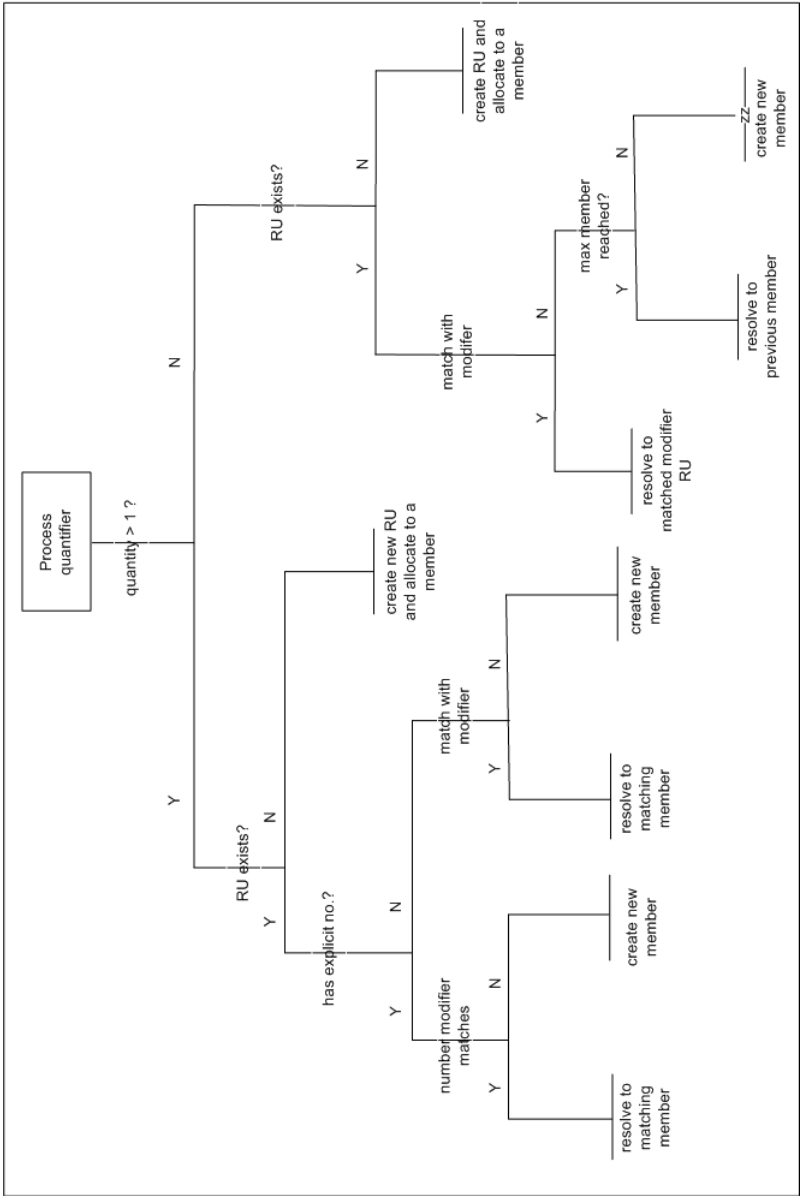 Process
quantifier
quantity > 1 ?
Y
N
RU exists?
RU exists?
Y
N
Y
N
has explicit no.?
create new RU
and allocate to a
member
match with
modifer
create RU and
allocate to a
member
Y
N
Y
N
number modifier
matches
match with
modifier
max member
reached?
Y
N
Y
N
Y
N
resolve to
matching
member
create new
member
resolve to
matching
member
create new
member
resolve to
matched modifier
RU
resolve to
previous member
zz
create new
member